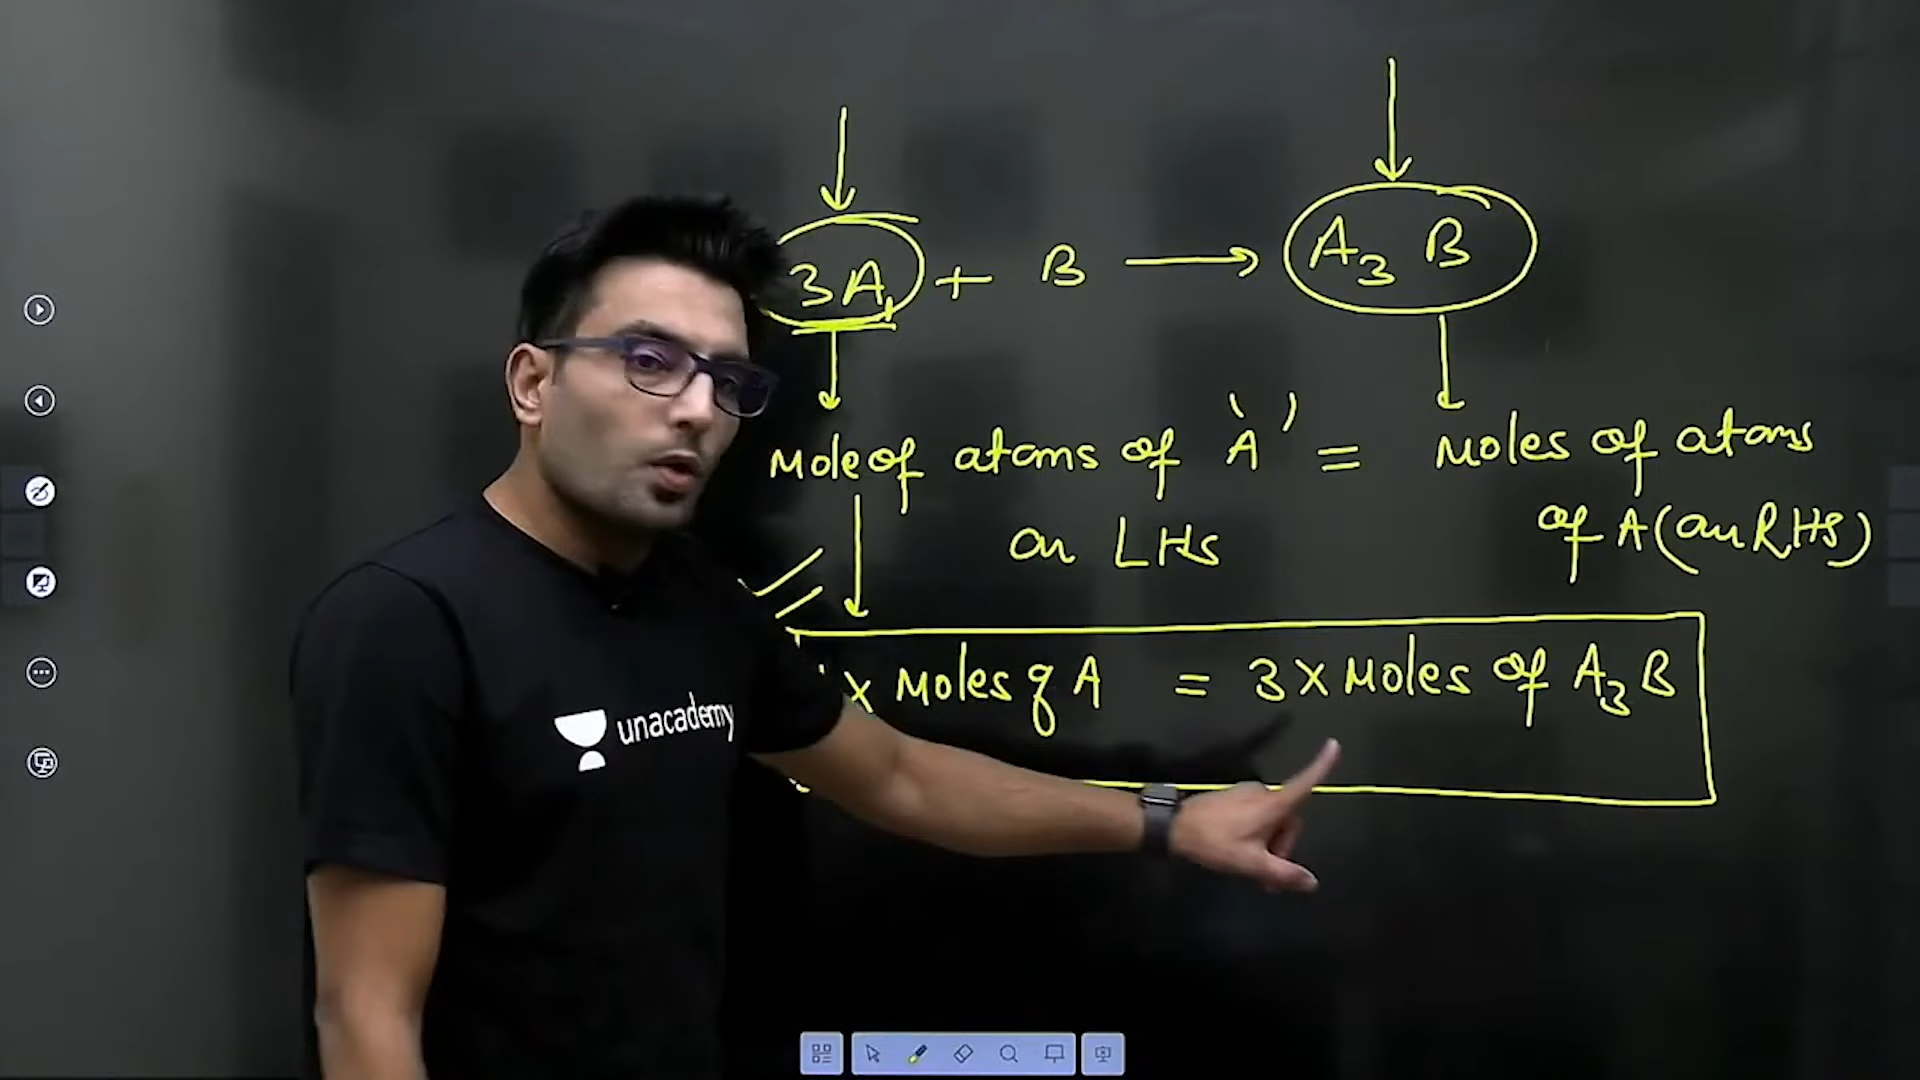 3A, + B → A3 B
Mole of atoms of 'A' = Moles of atoms
on LHS of A (on RHS)
x Moles of A = 3 x Moles of A3 B
unacademy